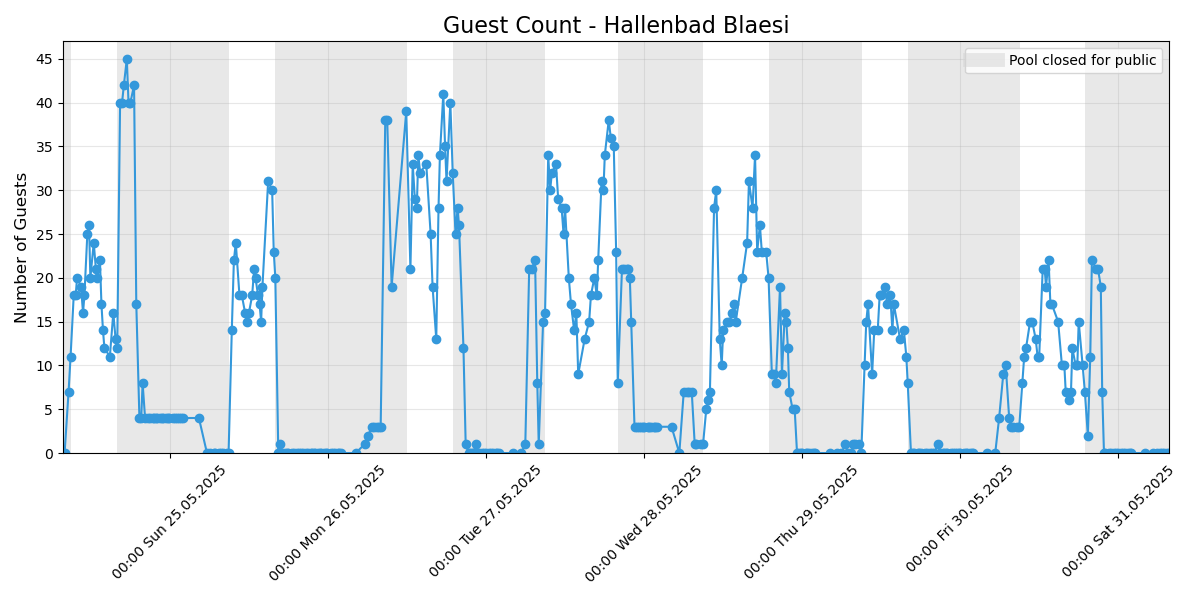 Guest Count - Hallenbad Blaesi
Pool closed for public
Number of Guests
45
40
35
30
25
20
15
10
5
0
00:00 Sun 25.05.2025
00:00 Mon 26.05.2025
00:00 Tue 27.05.2025
00:00 Wed 28.05.2025
00:00 Thu 29.05.2025
00:00 Fri 30.05.2025
00:00 Sat 31.05.2025